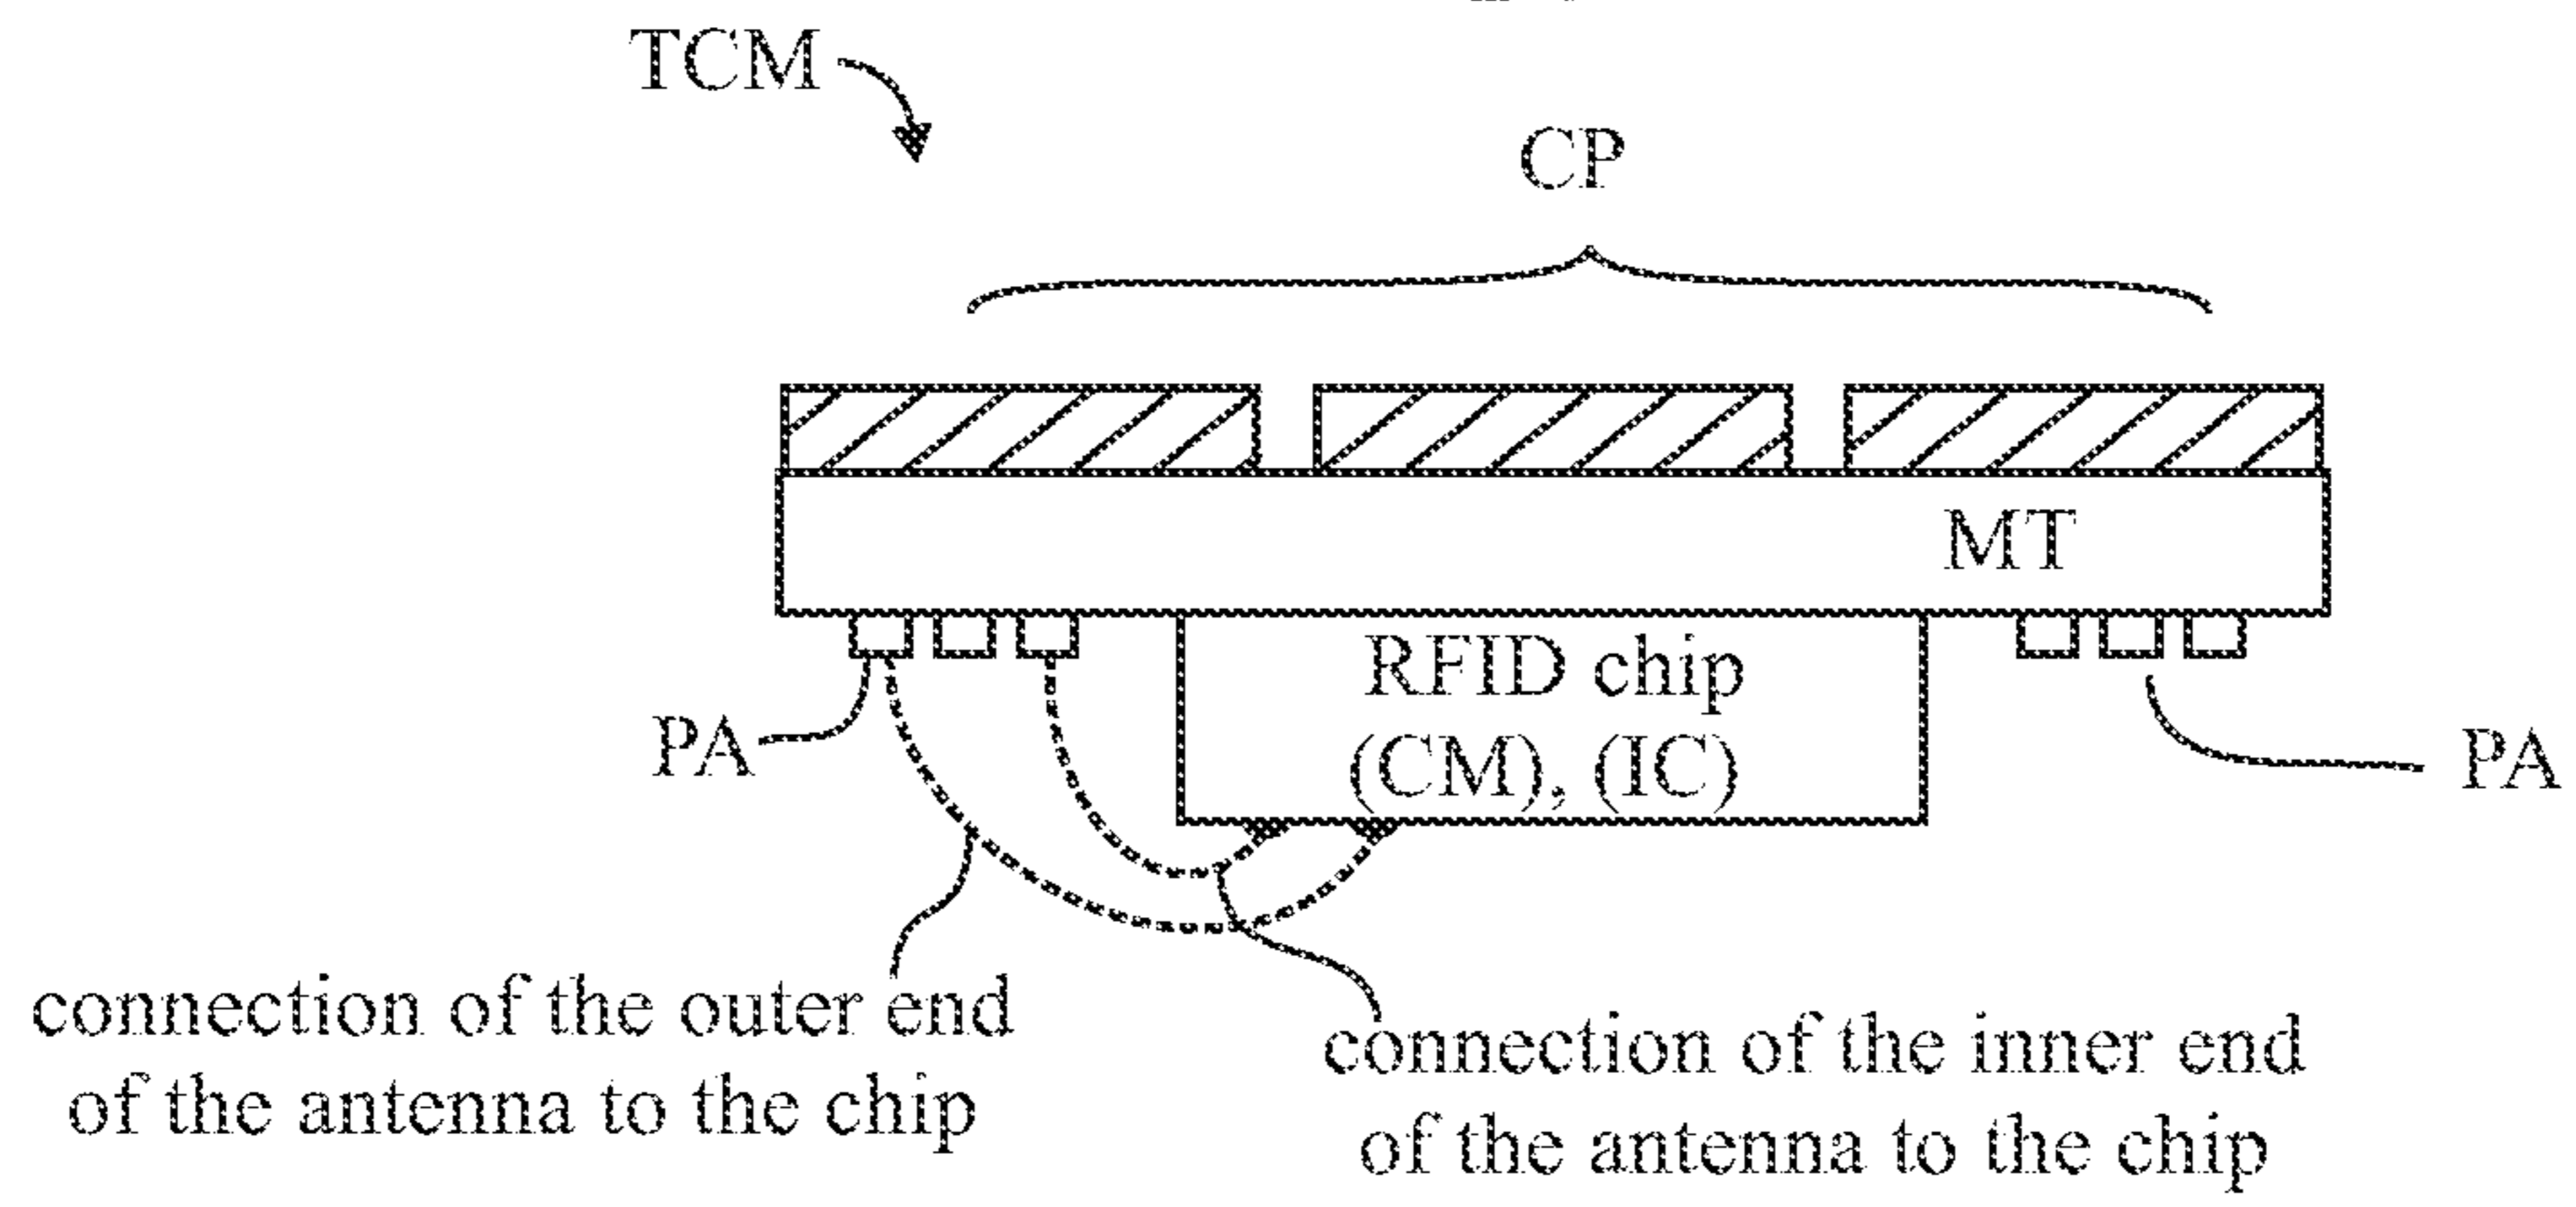 TCM
CP
MT
RFID chip
(CM), (IC)
PA
PA
connection of the outer end
of the antenna to the chip
connection of the inner end
of the antenna to the chip